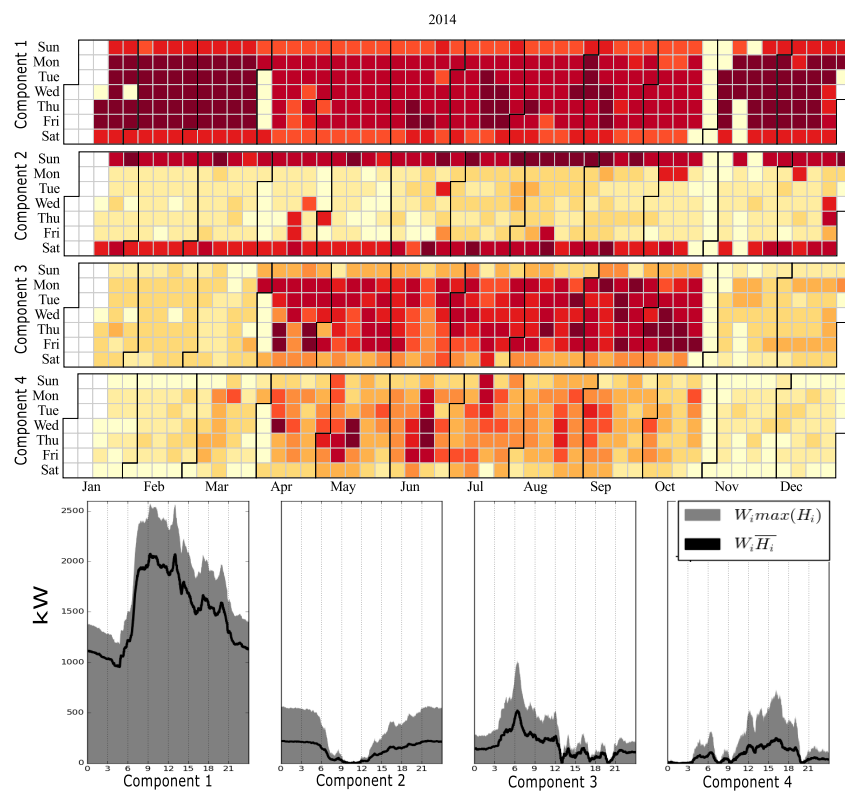 2014
Component 1
Sun
Mon
Tue
Wed
Thu
Fri
Sat
Component 2
Sun
Mon
Tue
Wed
Thu
Fri
Sat
Component 3
Sun
Mon
Tue
Wed
Thu
Fri
Sat
Component 4
Sun
Mon
Tue
Wed
Thu
Fri
Sat
Jan Feb Mar Apr May Jun Jul Aug Sep Oct Nov Dec
kW
2500
2000
1500
1000
500
0
W_i max(H_i)
W_i \overline{H_i}
0 3 6 9 12 15 18 21
Component 1
0 3 6 9 12 15 18 21
Component 2
0 3 6 9 12 15 18 21
Component 3
0 3 6 9 12 15 18 21
Component 4